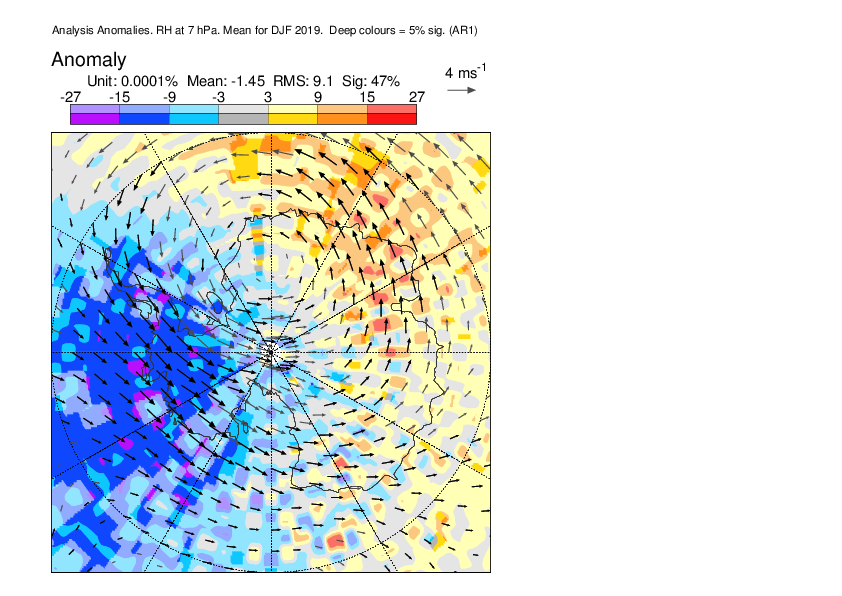 Analysis Anomalies. RH at 7 hPa. Mean for DJF 2019. Deep colours = 5% sig. (AR1)
Anomaly
4 ms-1
Unit: 0.0001% Mean: -1.45 RMS: 9.1 Sig: 47%
-27 -15 -9 -3 3 9 15 27